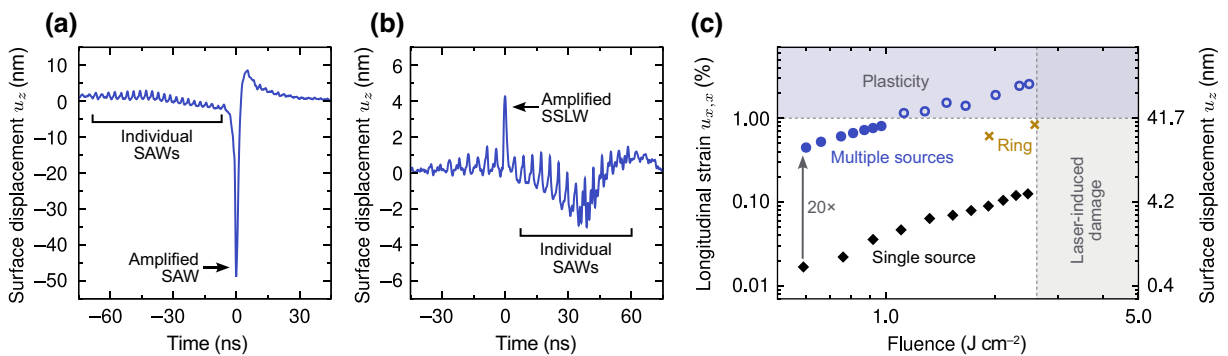 (a)
Surface displacement u_z (nm)
10
0
−10
−20
−30
−40
−50
Individual
SAWs
Amplified
SAW
−60
−30
0
30
Time (ns)
(b)
Surface displacement u_z (nm)
6
4
2
0
−2
−4
−6
Amplified
SSLW
Individual
SAWs
−30
0
30
60
Time (ns)
(c)
Longitudinal strain u_x,x (%)
1.00
0.10
0.01
Plasticity
Multiple sources
Ring
20×
Single source
Laser-induced
damage
41.7
4.2
0.4
Surface displacement u_z (nm)
1.0
5.0
Fluence (J cm⁻²)